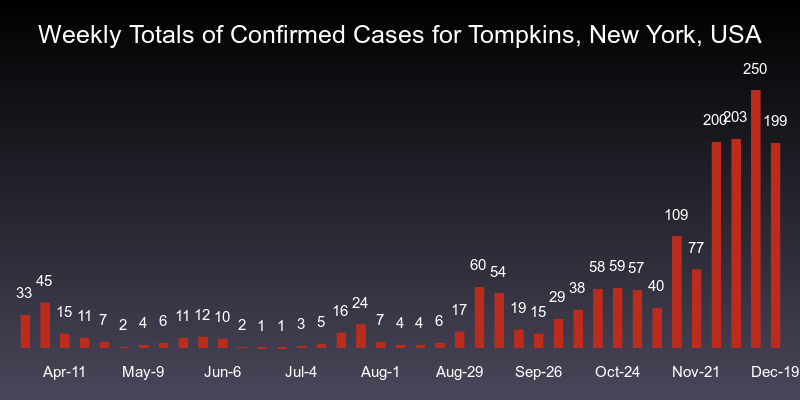 Weekly Totals of Confirmed Cases for Tompkins, New York, USA
33 45 15 11 7 2 4 6 11 12 10 2 1 1 3 5 16 24 7 4 4 6 17 60 54 19 15 29 38 58 59 57 40 109 77 200 203 250 199
Apr-11 May-9 Jun-6 Jul-4 Aug-1 Aug-29 Sep-26 Oct-24 Nov-21 Dec-19